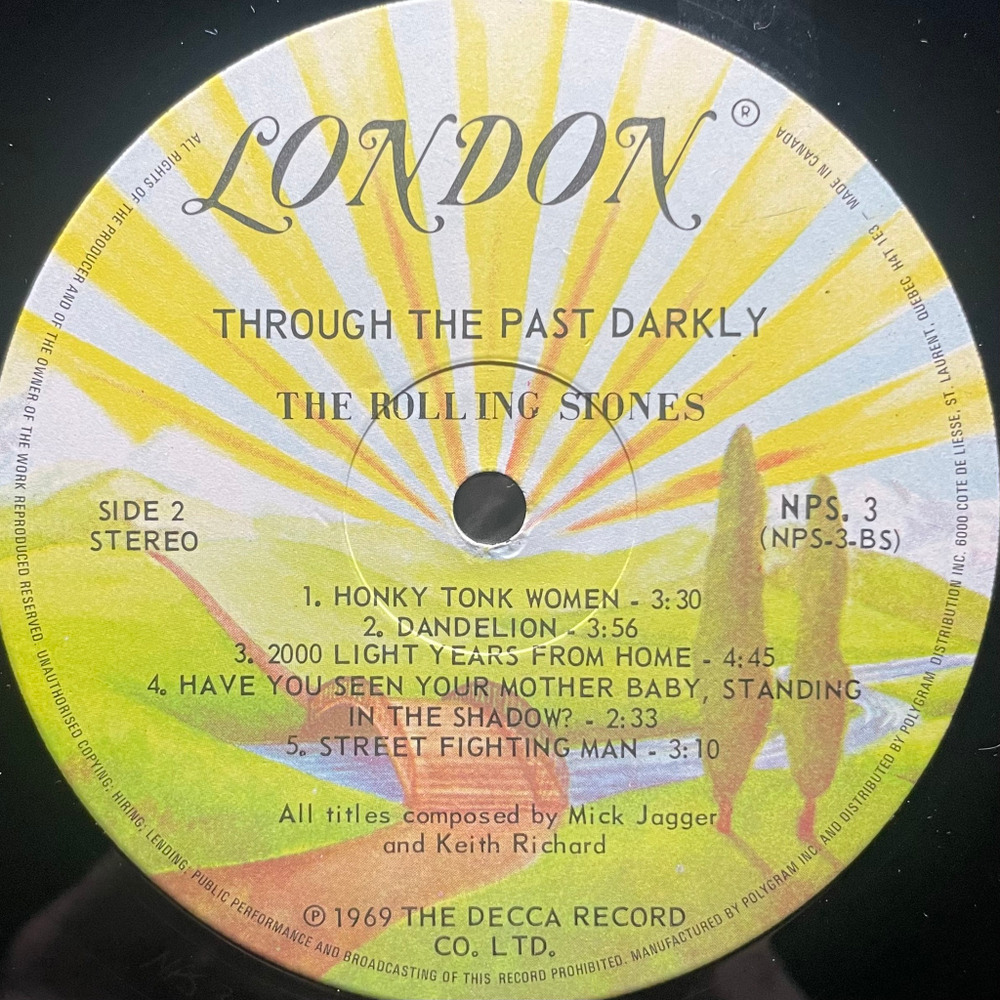 LONDON®
THROUGH THE PAST DARKLY
THE ROLLING STONES
SIDE 2
STEREO
NPS. 3
(NPS-3-BS)
1. HONKY TONK WOMEN - 3:30
2. DANDELION - 3:56
3. 2000 LIGHT YEARS FROM HOME - 4:45
4. HAVE YOU SEEN YOUR MOTHER BABY, STANDING
IN THE SHADOW? - 2:33
5. STREET FIGHTING MAN - 3:10
All titles composed by Mick Jagger
and Keith Richard
℗ 1969 THE DECCA RECORD
CO. LTD.
ALL RIGHTS OF THE PRODUCER AND OF THE OWNER OF THE WORK REPRODUCED RESERVED. UNAUTHORISED COPYING; HIRING; LENDING; PUBLIC PERFORMANCE AND BROADCASTING OF THIS RECORD PROHIBITED. MANUFACTURED BY POLYGRAM INC. AND DISTRIBUTED BY POLYGRAM DISTRIBUTION INC. 6000 COTE DE LIESSE, ST. LAURENT, QUEBEC H4T 1E3 – MADE IN CANADA